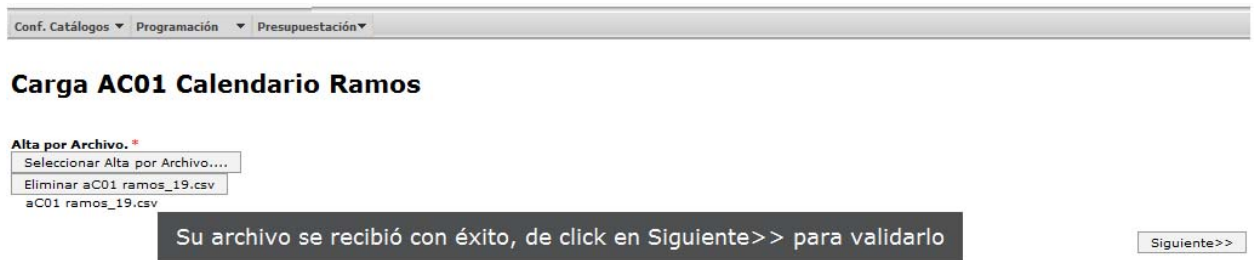 Conf. Catálogos ▼ Programación ▼ Presupuestación▼
Carga AC01 Calendario Ramos
Alta por Archivo. *
Seleccionar Alta por Archivo....
Eliminar aC01 ramos_19.csv
aC01 ramos_19.csv
Su archivo se recibió con éxito, de click en Siguiente>> para validarlo
Siguiente>>